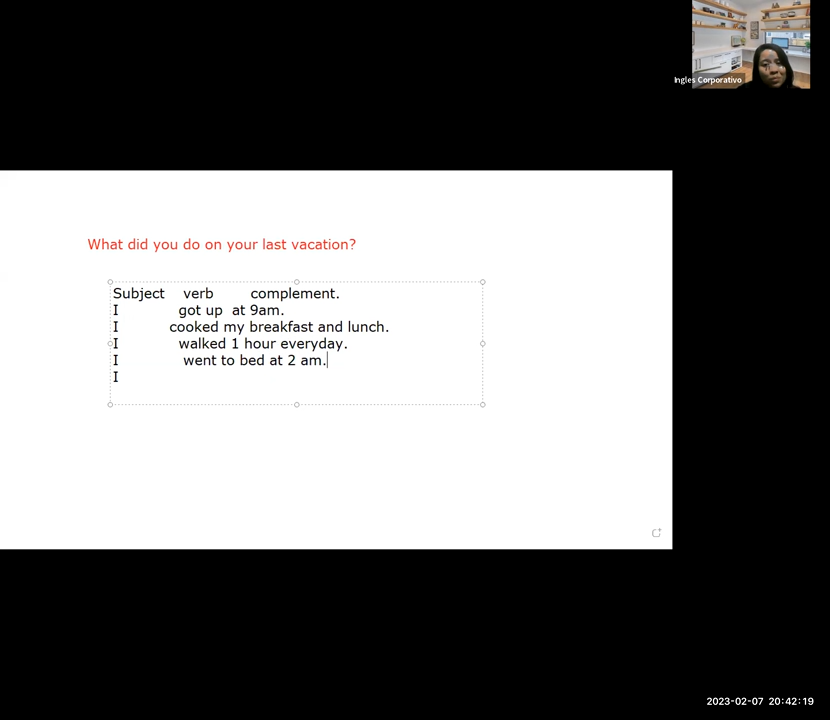 Ingles Corporativo
What did you do on your last vacation?
Subject verb complement.
I got up at 9am.
I cooked my breakfast and lunch.
I walked 1 hour everyday.
I went to bed at 2 am.
I
2023-02-07 20:42:19